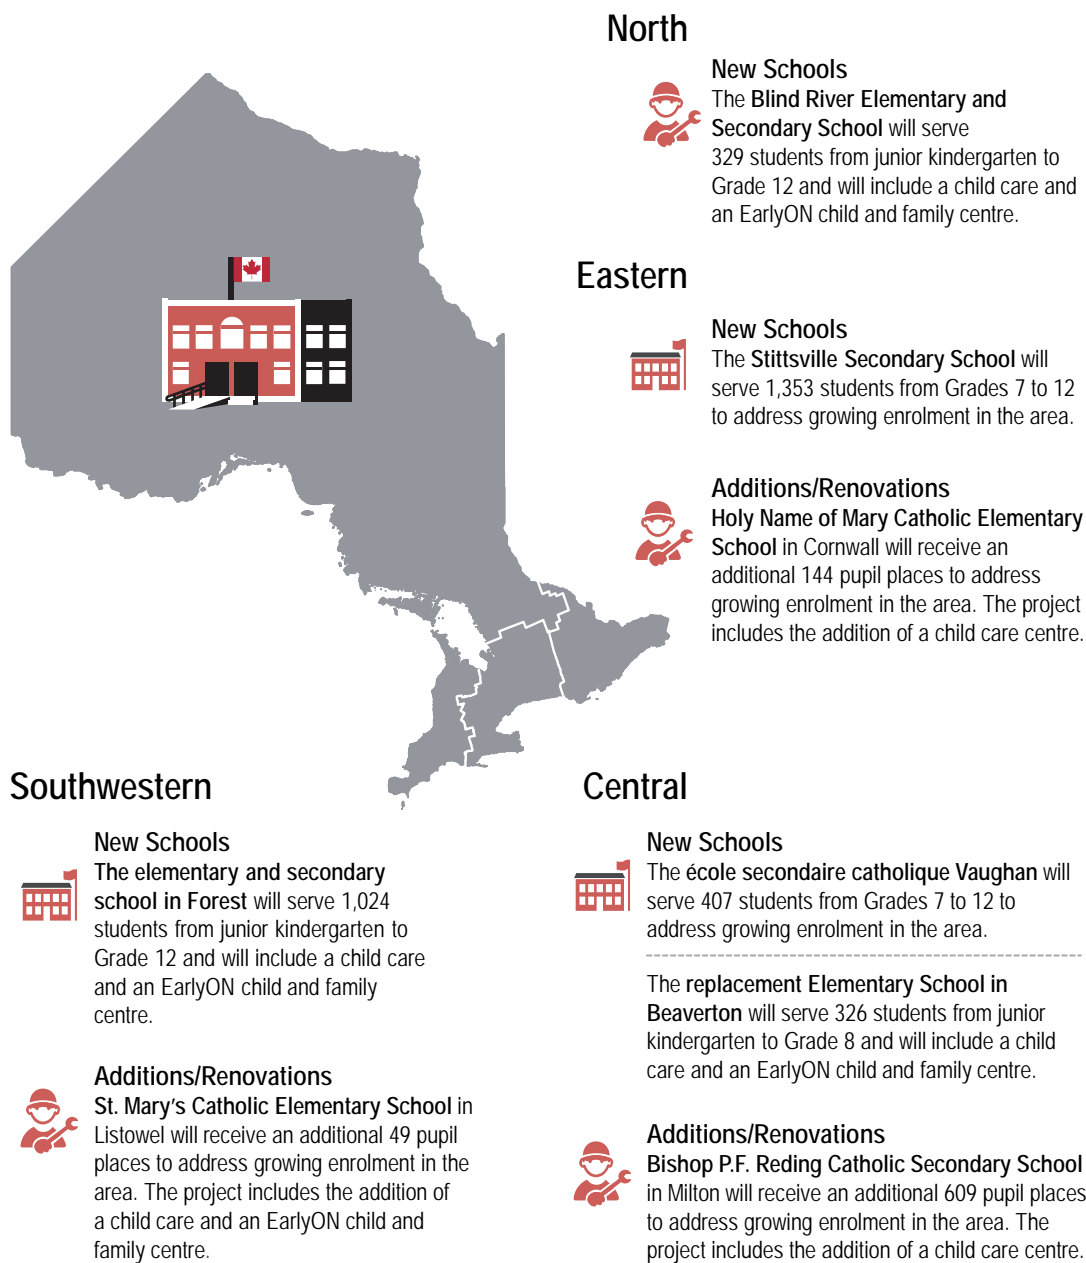 North
New Schools
The Blind River Elementary and
Secondary School will serve
329 students from junior kindergarten to
Grade 12 and will include a child care and
an EarlyON child and family centre.
Eastern
New Schools
The Stittsville Secondary School will
serve 1,353 students from Grades 7 to 12
to address growing enrolment in the area.
Additions/Renovations
Holy Name of Mary Catholic Elementary
School in Cornwall will receive an
additional 144 pupil places to address
growing enrolment in the area. The project
includes the addition of a child care centre.
Southwestern
New Schools
The elementary and secondary
school in Forest will serve 1,024
students from junior kindergarten to
Grade 12 and will include a child care
and an EarlyON child and family
centre.
Additions/Renovations
St. Mary's Catholic Elementary School in
Listowel will receive an additional 49 pupil
places to address growing enrolment in the
area. The project includes the addition of
a child care and an EarlyON child and
family centre.
Central
New Schools
The école secondaire catholique Vaughan will
serve 407 students from Grades 7 to 12 to
address growing enrolment in the area.
The replacement Elementary School in
Beaverton will serve 326 students from junior
kindergarten to Grade 8 and will include a child
care and an EarlyON child and family centre.
Additions/Renovations
Bishop P.F. Reding Catholic Secondary School
in Milton will receive an additional 609 pupil places
to address growing enrolment in the area. The
project includes the addition of a child care centre.